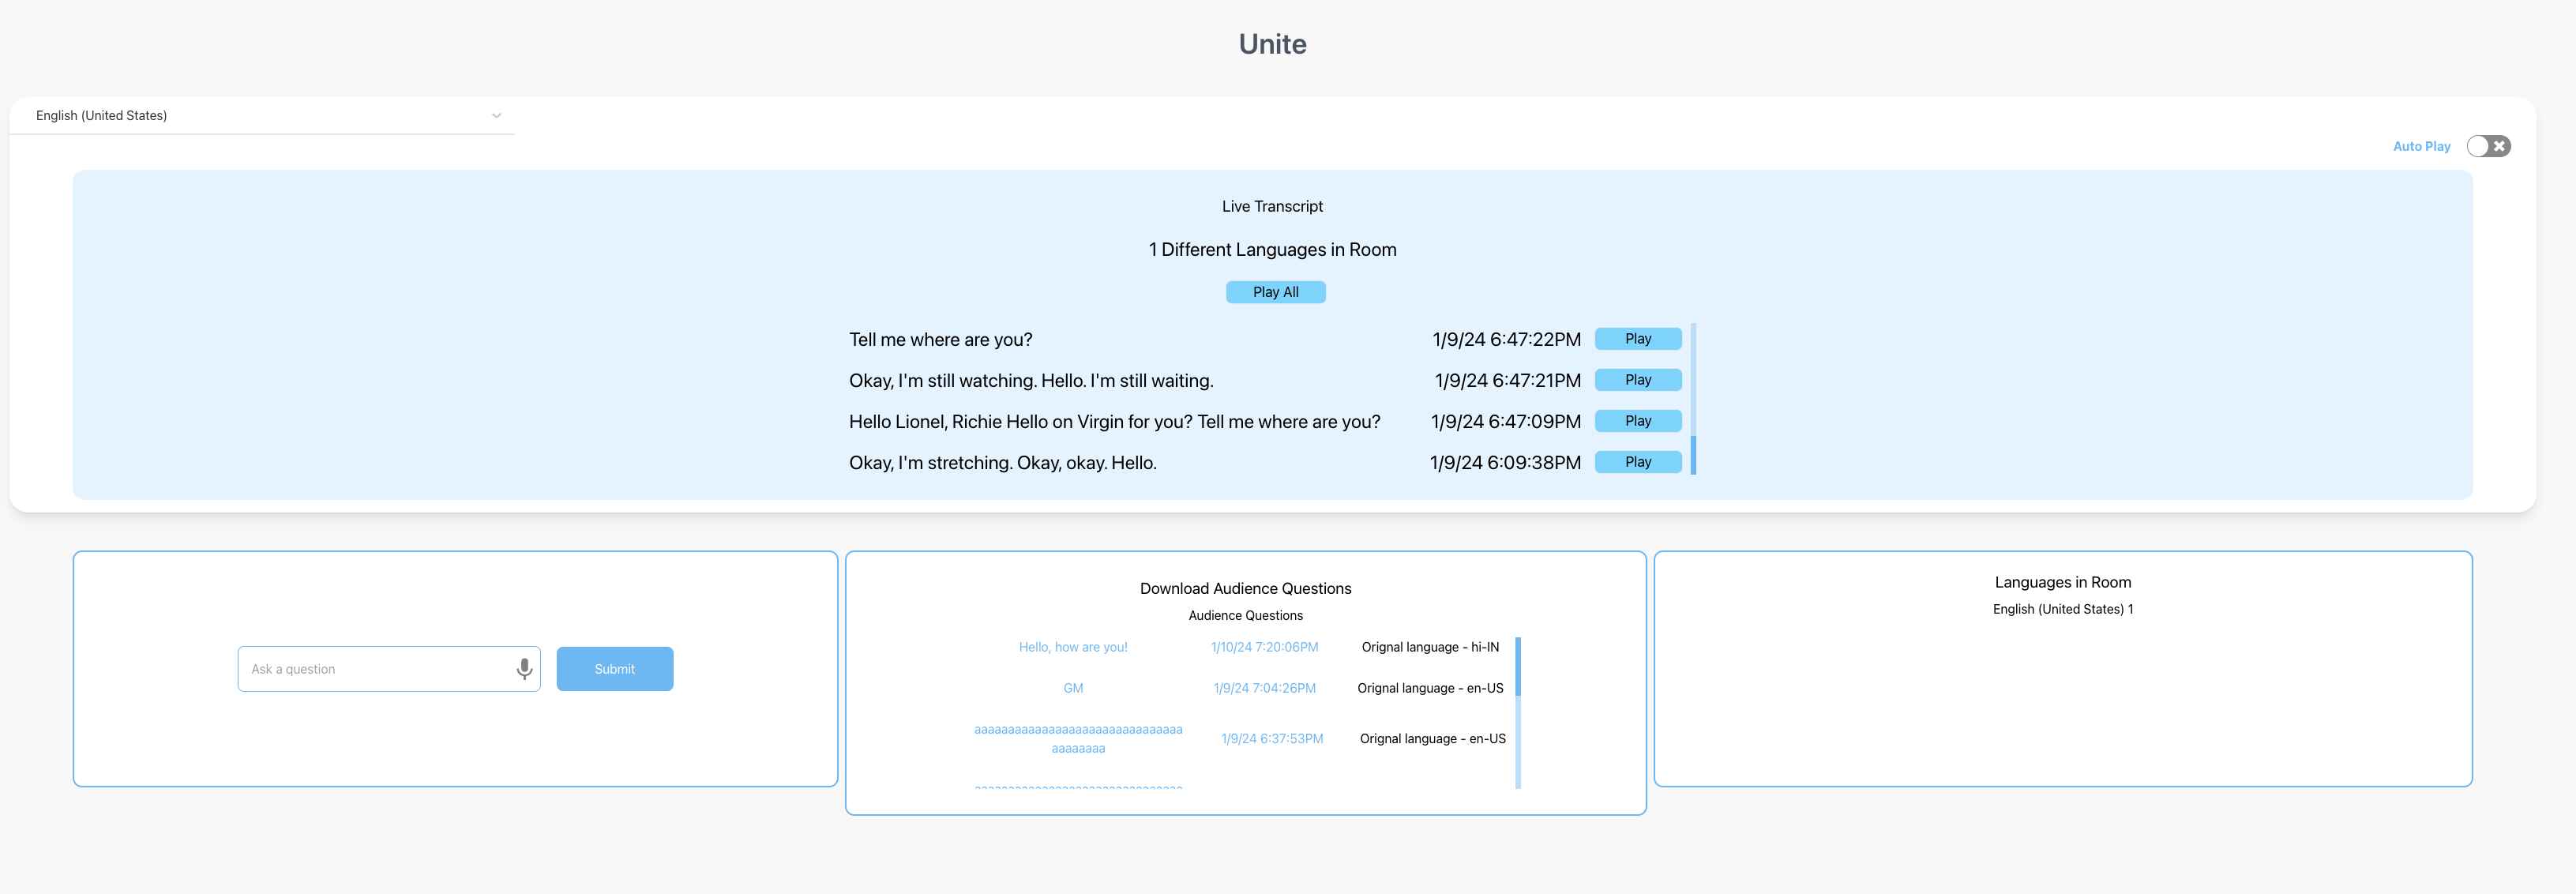 Unite
English (United States)
Auto Play
Live Transcript
1 Different Languages in Room
Play All
Tell me where are you? 1/9/24 6:47:22PM Play
Okay, I'm still watching. Hello. I'm still waiting. 1/9/24 6:47:21PM Play
Hello Lionel, Richie Hello on Virgin for you? Tell me where are you? 1/9/24 6:47:09PM Play
Okay, I'm stretching. Okay, okay. Hello. 1/9/24 6:09:38PM Play
Ask a question Submit
Download Audience Questions
Audience Questions
Hello, how are you! 1/10/24 7:20:06PM Orignal language - hi-IN
GM 1/9/24 7:04:26PM Orignal language - en-US
aaaaaaaaaaaaaaaaaaaaaaaaaaaaaaa
aaaaaaaa
1/9/24 6:37:53PM Orignal language - en-US
Languages in Room
English (United States) 1